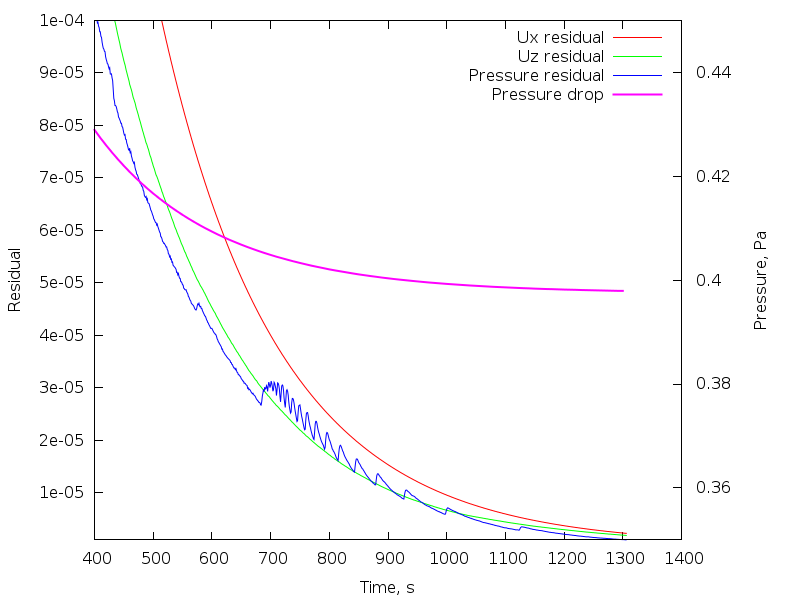 1e-04
9e-05
8e-05
7e-05
6e-05
5e-05
4e-05
3e-05
2e-05
1e-05
Residual
Ux residual
Uz residual
Pressure residual
Pressure drop
0.44
0.42
0.4
0.38
0.36
Pressure, Pa
400 500 600 700 800 900 1000 1100 1200 1300 1400
Time, s